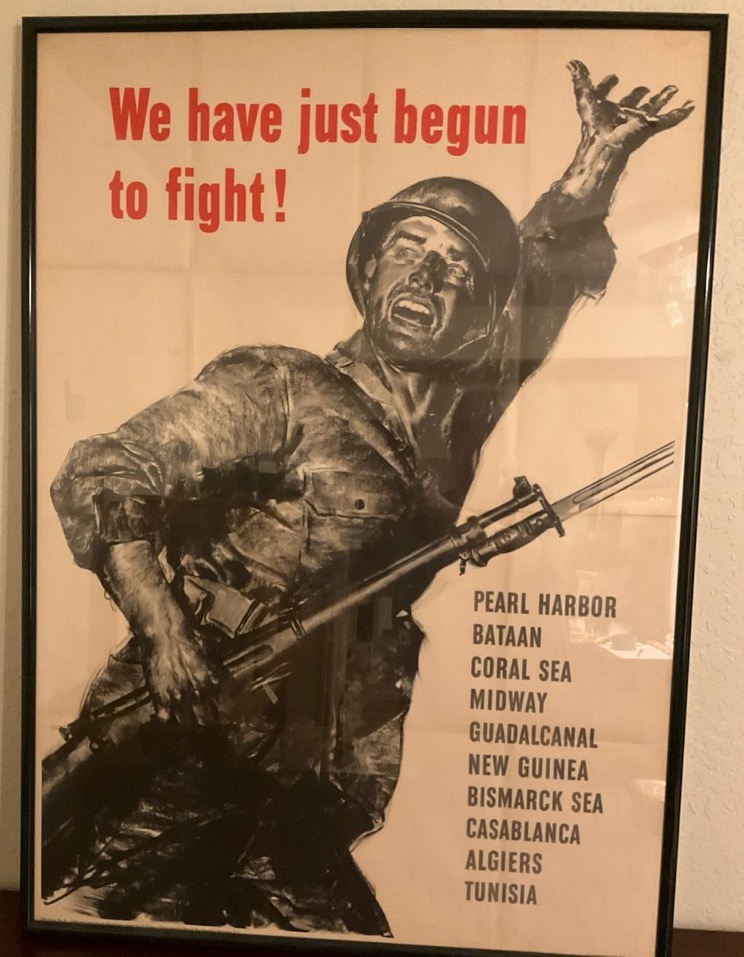 We have just begun
to fight!
PEARL HARBOR
BATAAN
CORAL SEA
MIDWAY
GUADALCANAL
NEW GUINEA
BISMARCK SEA
CASABLANCA
ALGIERS
TUNISIA